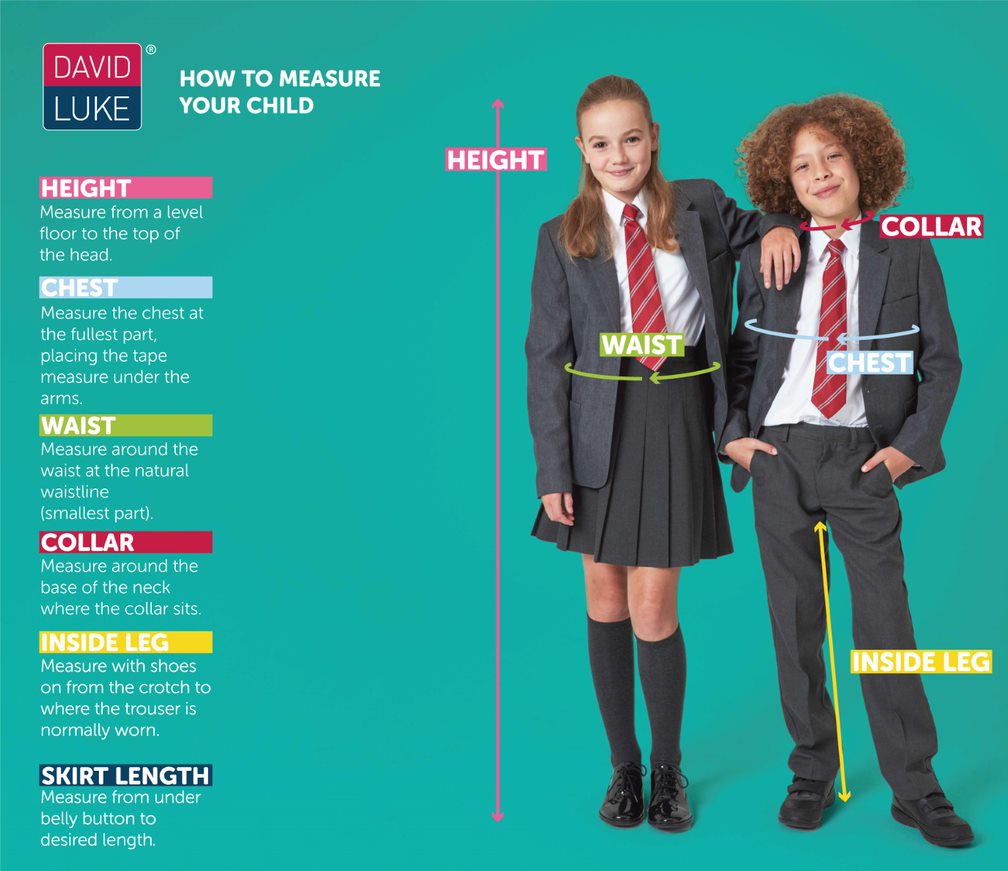 DAVID
LUKE
®
HOW TO MEASURE
YOUR CHILD
HEIGHT
Measure from a level
floor to the top of
the head.
CHEST
Measure the chest at
the fullest part,
placing the tape
measure under the
arms.
WAIST
Measure around the
waist at the natural
waistline
(smallest part).
COLLAR
Measure around the
base of the neck
where the collar sits.
INSIDE LEG
Measure with shoes
on from the crotch to
where the trouser is
normally worn.
SKIRT LENGTH
Measure from under
belly button to
desired length.
HEIGHT
COLLAR
WAIST
CHEST
INSIDE LEG